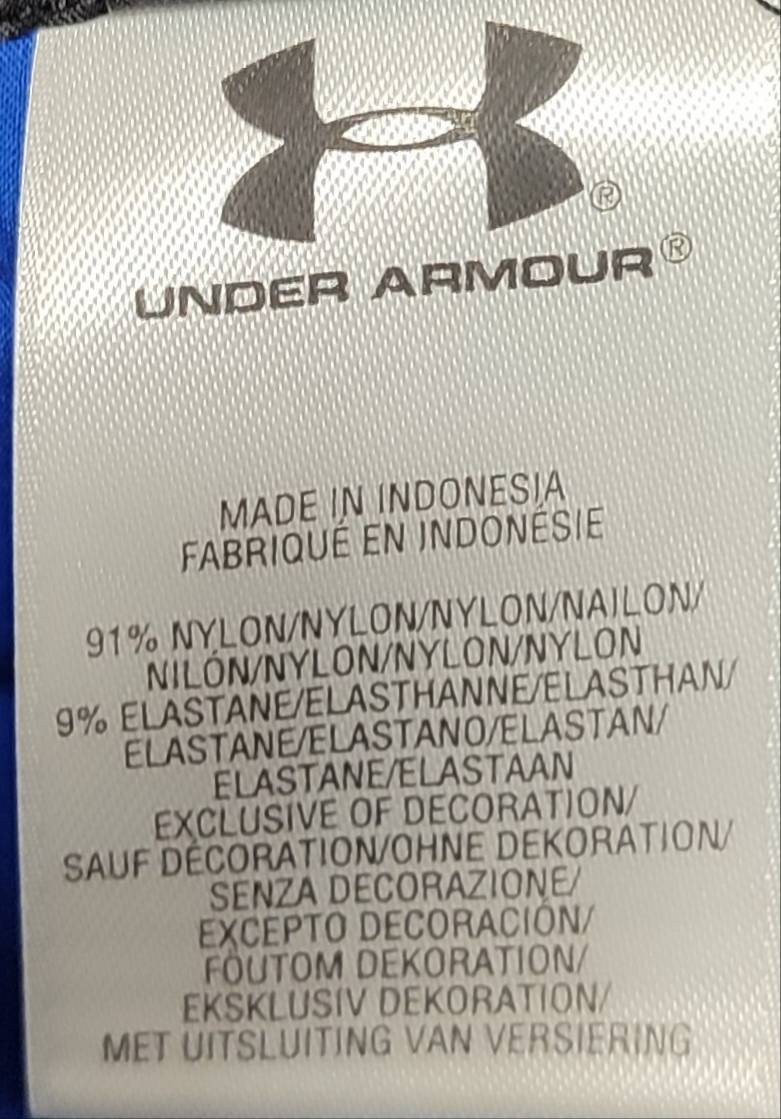 ®
UNDER ARMOUR®
MADE IN INDONESIA
FABRIQUÉ EN INDONÉSIE
91% NYLON/NYLON/NYLON/NAILON/
NILÓN/NYLON/NYLON/NYLON
9% ELASTANE/ELASTHANNE/ELASTHAN/
ELASTANE/ELASTANO/ELASTAN/
ELASTANE/ELASTAAN
EXCLUSIVE OF DECORATION/
SAUF DÉCORATION/OHNE DEKORATION/
SENZA DECORAZIONE/
EXCEPTO DECORACIÓN/
FÖUTOM DEKORATION/
EKSKLUSIV DEKORATION/
MET UITSLUITING VAN VERSIERING